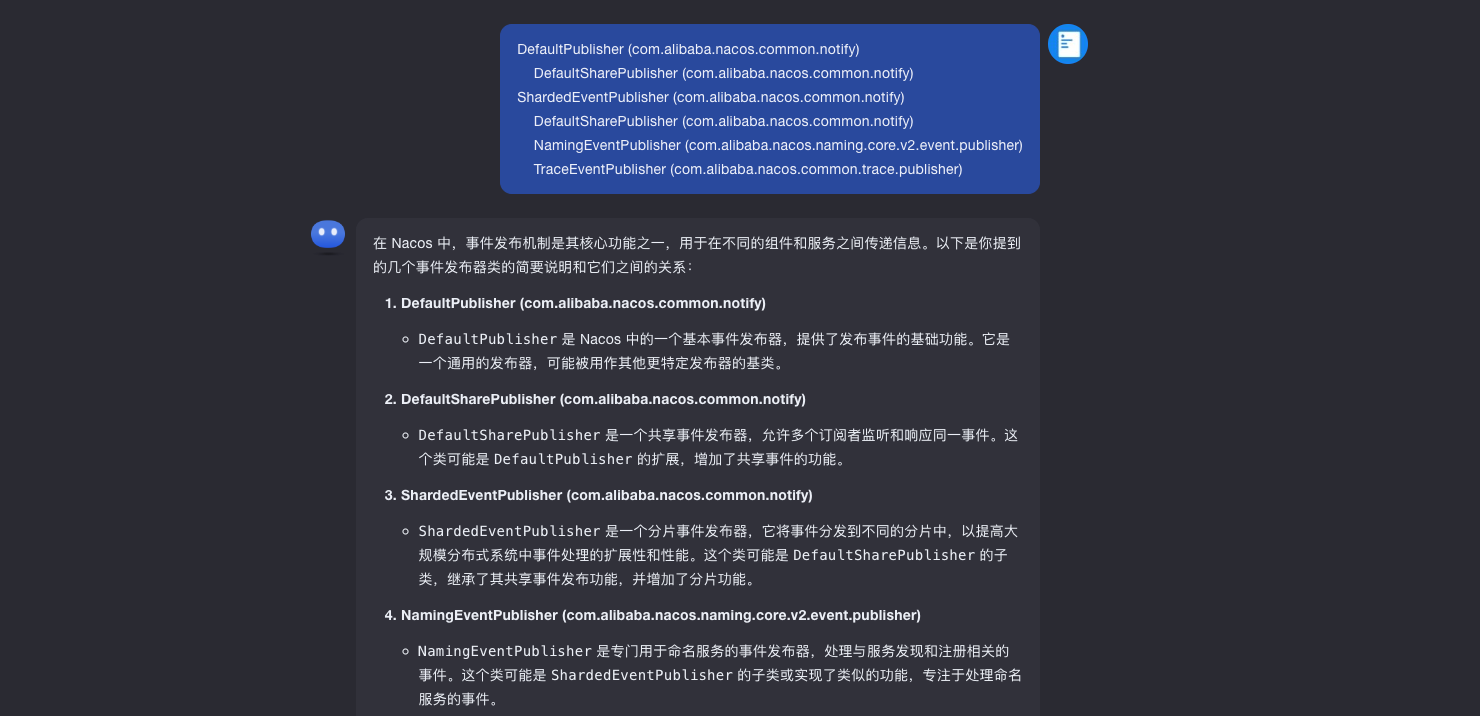 DefaultPublisher (com.alibaba.nacos.common.notify)
DefaultSharePublisher (com.alibaba.nacos.common.notify)
ShardedEventPublisher (com.alibaba.nacos.common.notify)
DefaultSharePublisher (com.alibaba.nacos.common.notify)
NamingEventPublisher (com.alibaba.nacos.naming.core.v2.event.publisher)
TraceEventPublisher (com.alibaba.nacos.common.trace.publisher)
在 Nacos 中，事件发布机制是其核心功能之一，用于在不同的组件和服务之间传递信息。以下是你提到
的几个事件发布器类的简要说明和它们之间的关系：
1. DefaultPublisher (com.alibaba.nacos.common.notify)
DefaultPublisher 是 Nacos 中的一个基本事件发布器，提供了发布事件的基础功能。它是
一个通用的发布器，可能被用作其他更特定发布器的基类。
2. DefaultSharePublisher (com.alibaba.nacos.common.notify)
DefaultSharePublisher 是一个共享事件发布器，允许多个订阅者监听和响应同一事件。这
个类可能是 DefaultPublisher 的扩展，增加了共享事件的功能。
3. ShardedEventPublisher (com.alibaba.nacos.common.notify)
ShardedEventPublisher 是一个分片事件发布器，它将事件分发到不同的分片中，以提高大
规模分布式系统中事件处理的扩展性和性能。这个类可能是 DefaultSharePublisher 的子
类，继承了其共享事件发布功能，并增加了分片功能。
4. NamingEventPublisher (com.alibaba.nacos.naming.core.v2.event.publisher)
NamingEventPublisher 是专门用于命名服务的事件发布器，处理与服务发现和注册相关的
事件。这个类可能是 ShardedEventPublisher 的子类或实现了类似的功能，专注于处理命名
服务的事件。